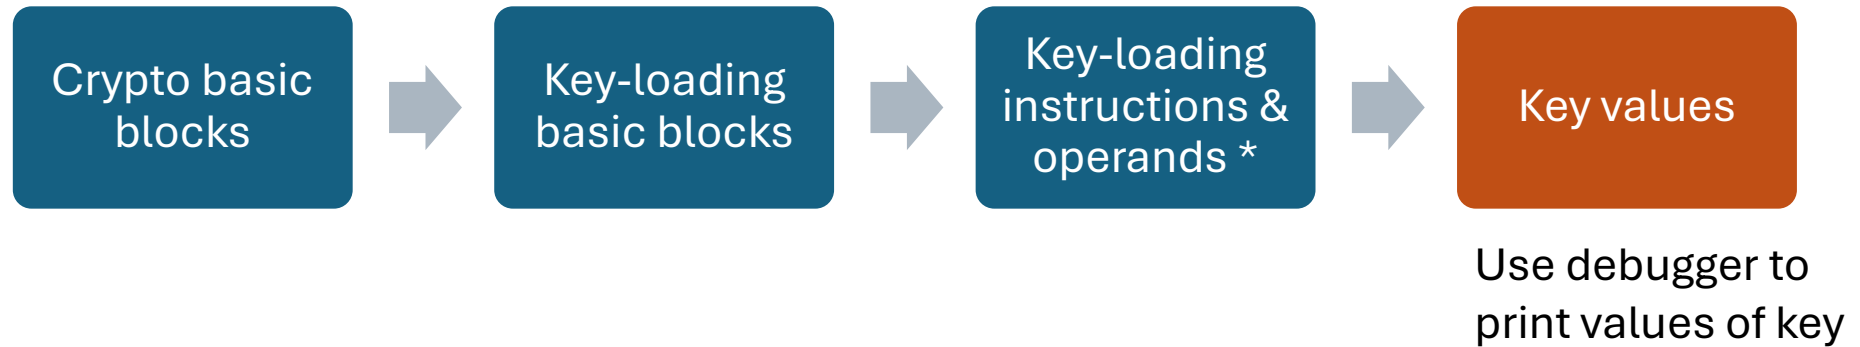 Crypto basic
blocks
Key-loading
basic blocks
Key-loading
instructions &
operands *
Key values
Use debugger to
print values of key